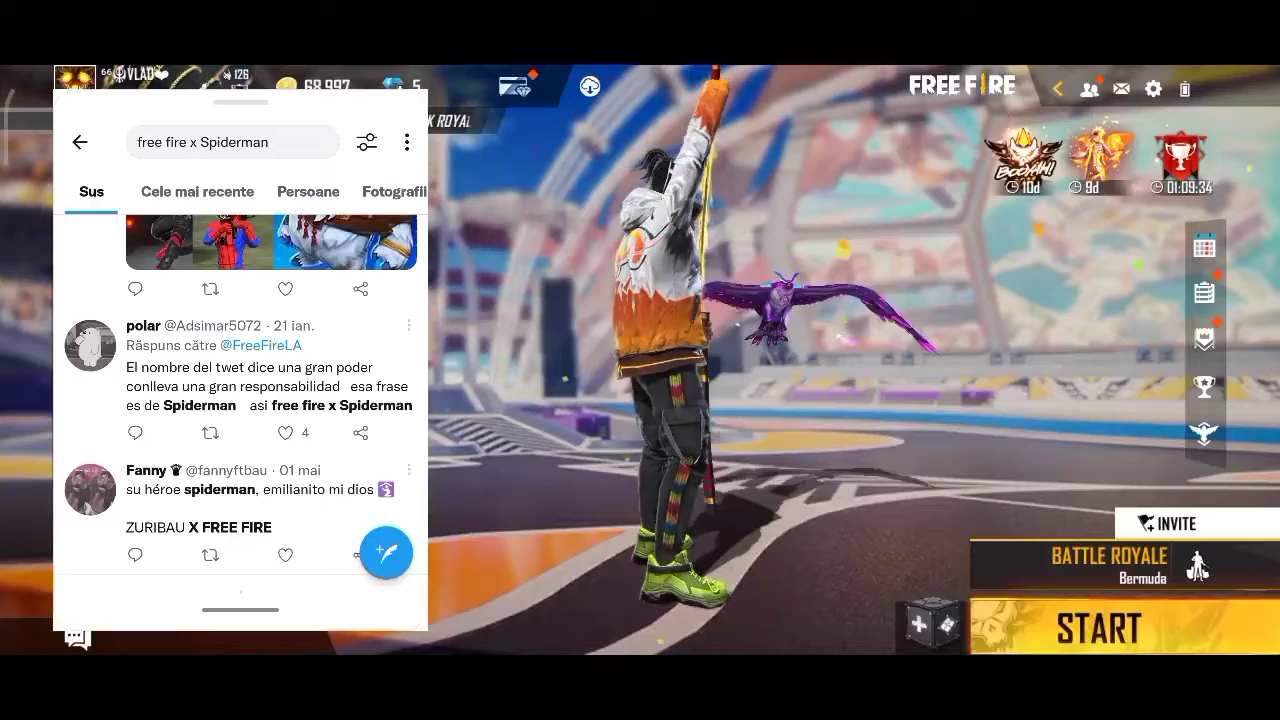 66 VLAD
126
68,997
5
FREE FIRE
free fire x Spiderman
K ROYAL
Sus
Cele mai recente
Persoane
Fotografii
BOOYAH!
10d
9d
01:09:34
polar @Adsimar5072 · 21 ian.
Răspuns către @FreeFireLA
El nombre del twet dice una gran poder
conlleva una gran responsabilidad esa frase
es de Spiderman asi free fire x Spiderman
4
Fanny @fannyftbau · 01 mai
su héroe spiderman, emilianito mi dios
ZURIBAU X FREE FIRE
INVITE
BATTLE ROYALE
Bermuda
START